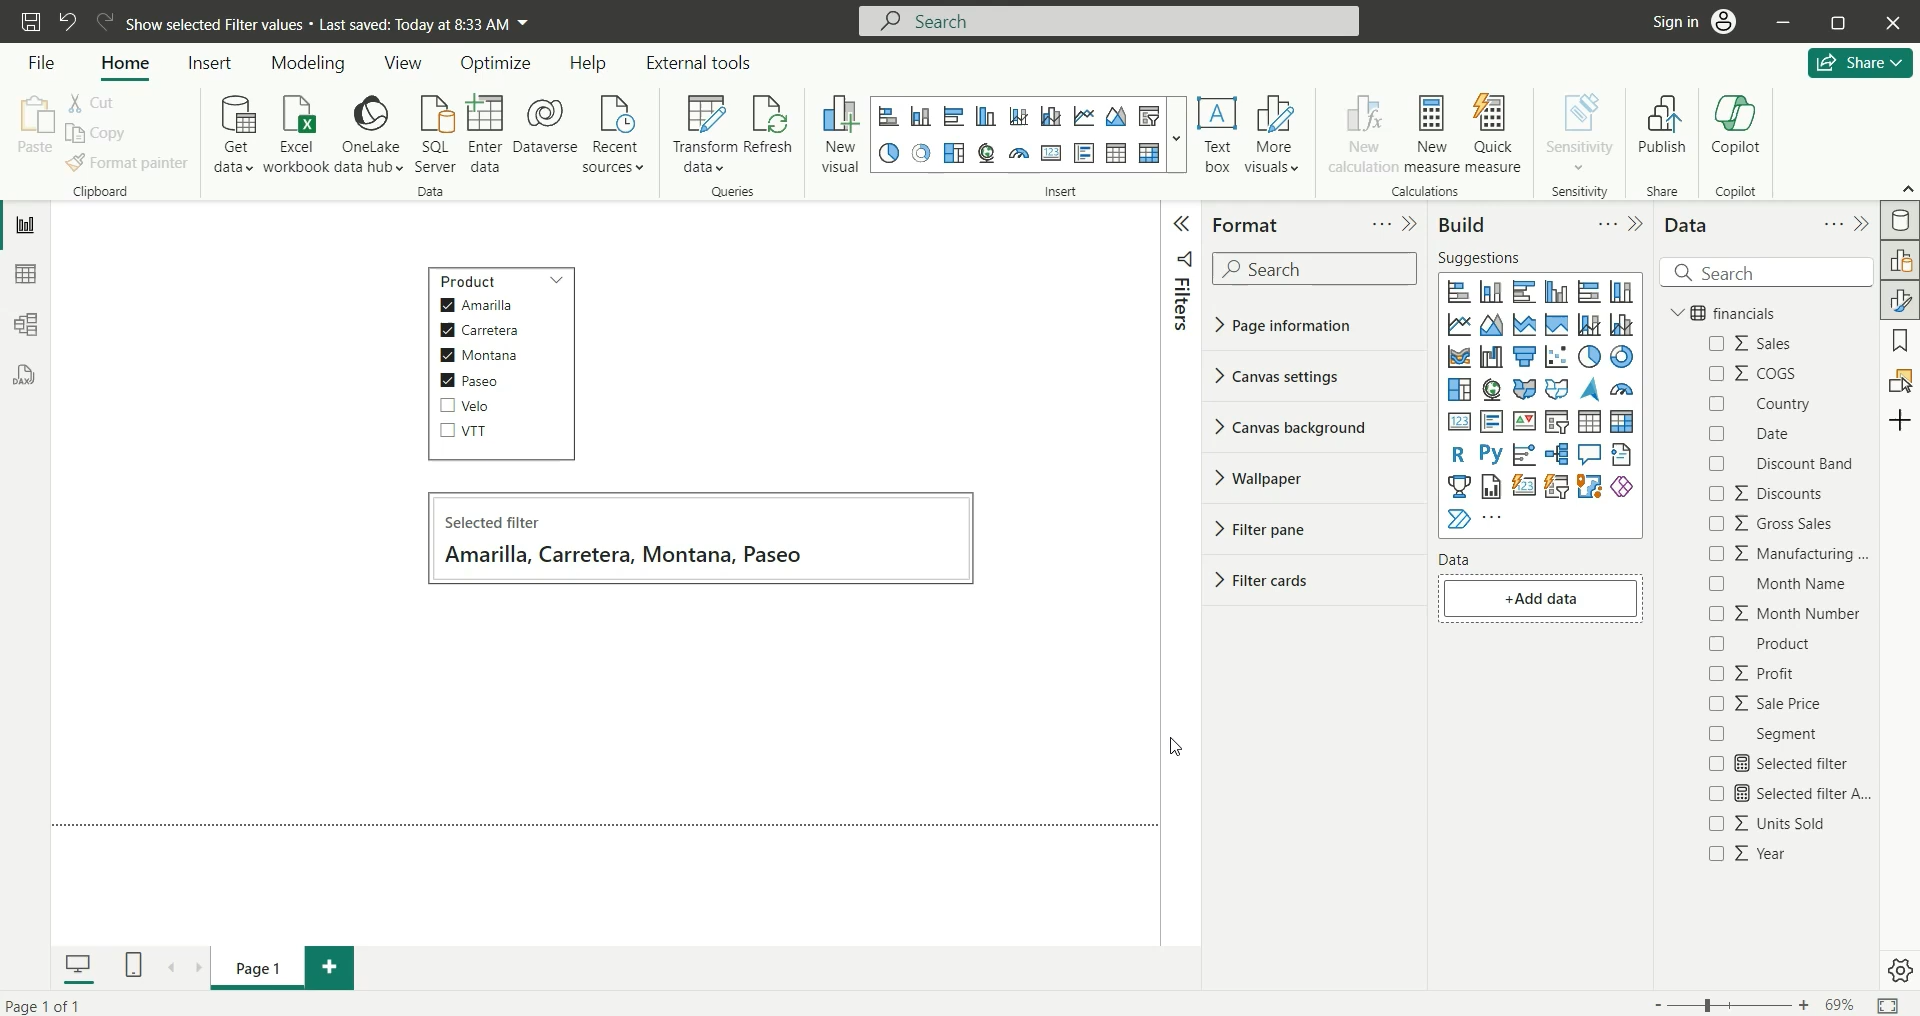 Show selected Filter values • Last saved: Today at 8:33 AM
Search
Sign in
File Home Insert Modeling View Optimize Help External tools
Share
Paste
Cut
Copy
Format painter
Clipboard
Get data
Excel workbook
OneLake data hub
SQL Server
Enter data
Dataverse
Recent sources
Data
Transform data
Refresh
Queries
New visual
Text box
More visuals
Insert
New calculation
New measure
Quick measure
Calculations
Sensitivity
Sensitivity
Publish
Share
Copilot
Copilot
Product
Amarilla
Carretera
Montana
Paseo
Velo
VTT
Selected filter
Amarilla, Carretera, Montana, Paseo
Filters
Format
Search
Page information
Canvas settings
Canvas background
Wallpaper
Filter pane
Filter cards
Build
Suggestions
R Py
Data
+Add data
Data
Search
financials
Sales
COGS
Country
Date
Discount Band
Discounts
Gross Sales
Manufacturing ...
Month Name
Month Number
Product
Profit
Sale Price
Segment
Selected filter
Selected filter A...
Units Sold
Year
Page 1
Page 1 of 1
69%